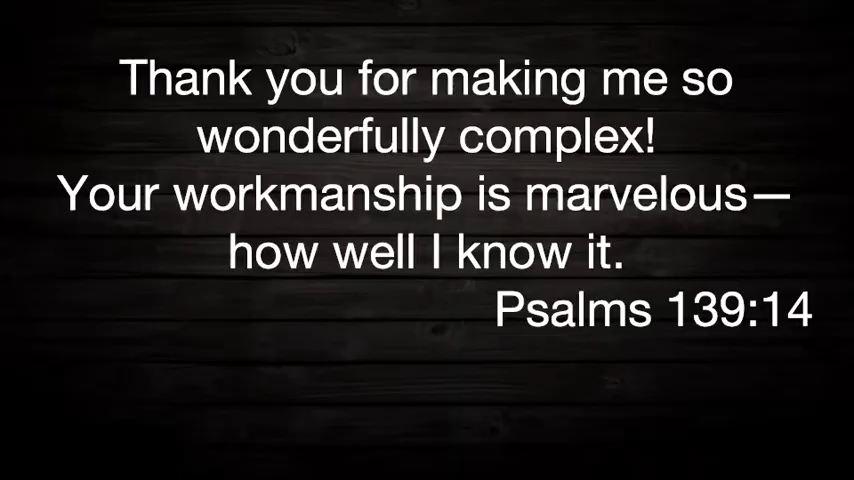 Thank you for making me so
wonderfully complex!
Your workmanship is marvelous—
how well I know it.
Psalms 139:14